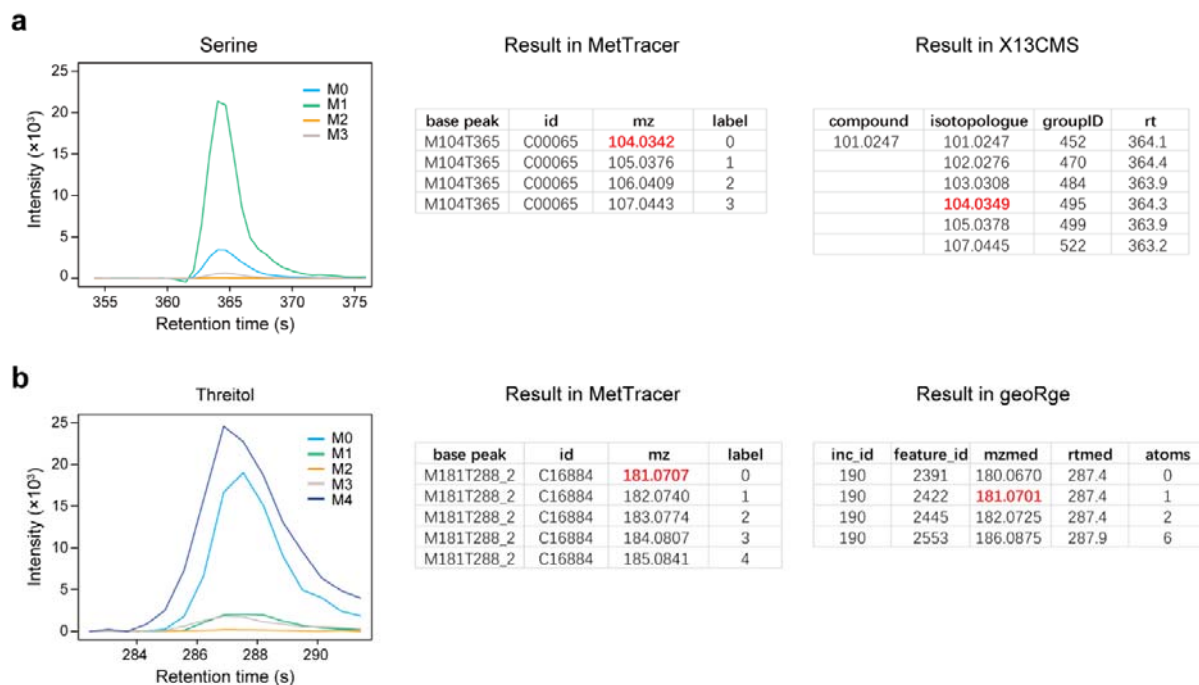 a
Serine
Result in MetTracer
Result in X13CMS
Intensity (×10³)
25
20
15
10
5
0
M0
M1
M2
M3
355 360 365 370 375
Retention time (s)
base peak id mz label
M104T365 C00065 104.0342 0
M104T365 C00065 105.0376 1
M104T365 C00065 106.0409 2
M104T365 C00065 107.0443 3
compound isotopologue groupID rt
101.0247 101.0247 452 364.1
102.0276 470 364.4
103.0308 484 363.9
104.0349 495 364.3
105.0378 499 363.9
107.0445 522 363.2
b
Threitol
Result in MetTracer
Result in geoRge
Intensity (×10³)
25
20
15
10
5
0
M0
M1
M2
M3
M4
284 286 288 290
Retention time (s)
base peak id mz label
M181T288_2 C16884 181.0707 0
M181T288_2 C16884 182.0740 1
M181T288_2 C16884 183.0774 2
M181T288_2 C16884 184.0807 3
M181T288_2 C16884 185.0841 4
inc_id feature_id mzmed rtmed atoms
190 2391 180.0670 287.4 0
190 2422 181.0701 287.4 1
190 2445 182.0725 287.4 2
190 2553 186.0875 287.9 6